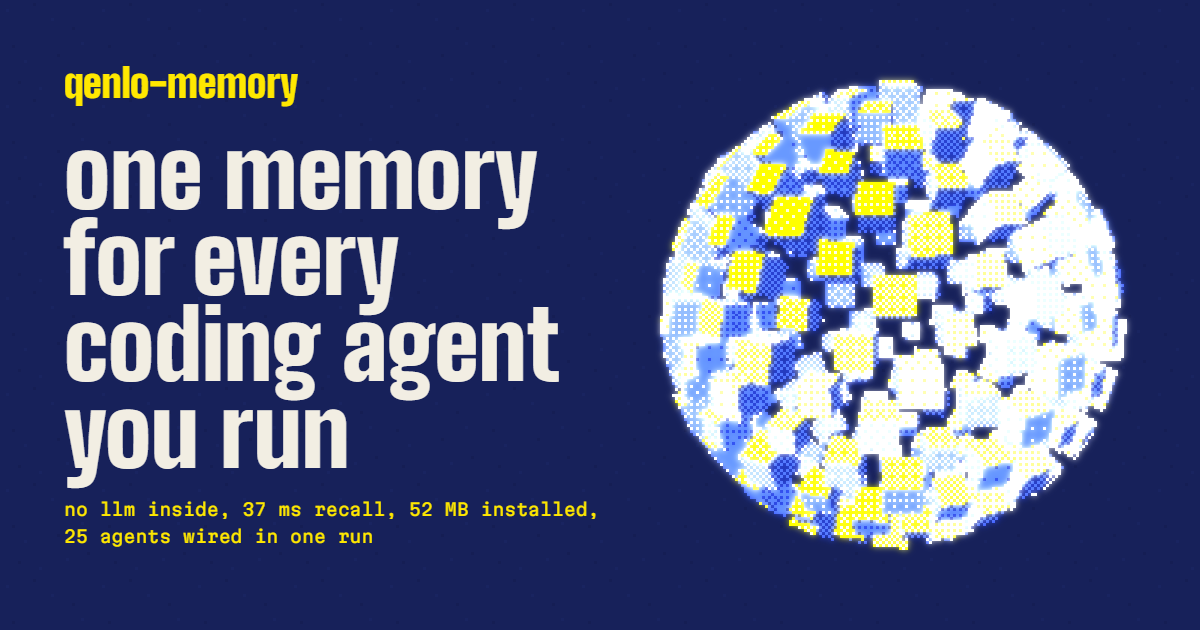 qenlo-memory
one memory
for every
coding agent
you run
no llm inside, 37 ms recall, 52 MB installed,
25 agents wired in one run